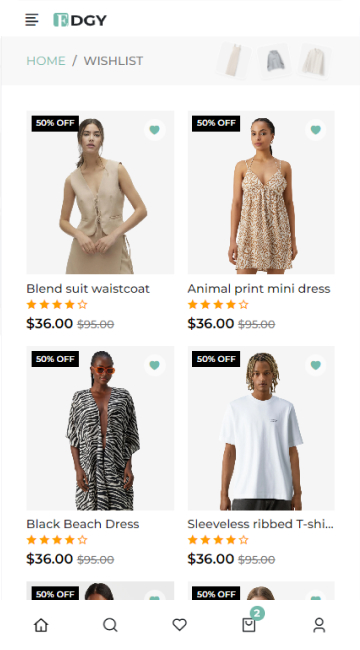 EDGY
HOME / WISHLIST
50% OFF
50% OFF
Blend suit waistcoat
Animal print mini dress
$36.00 $95.00
$36.00 $95.00
50% OFF
50% OFF
Black Beach Dress
Sleeveless ribbed T-shi...
$36.00 $95.00
$36.00 $95.00
50% OFF
50% OFF
2